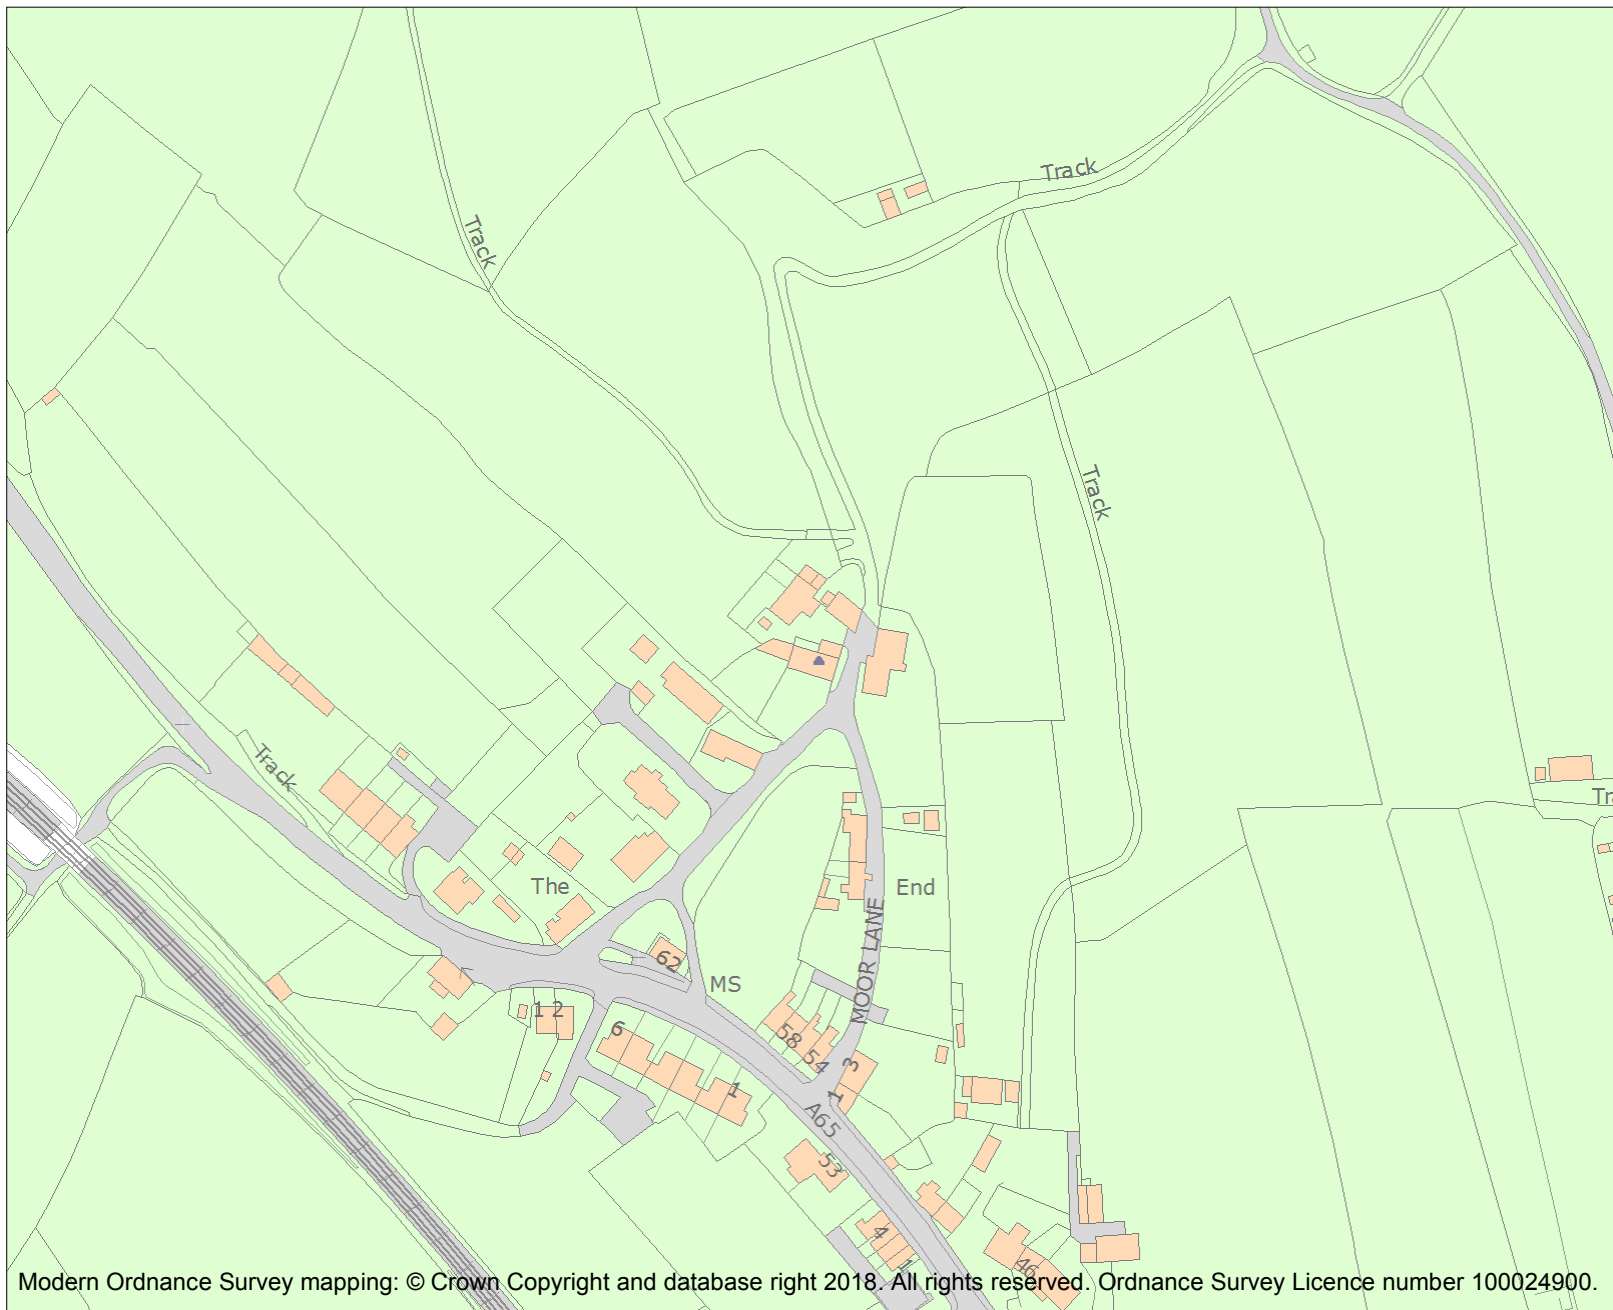 Track
Track
Track
Track
Track
The
End
62
MS
MOOR LANE
1 2
6
58
54
3
1
1
A65
53
4
1
46
Modern Ordnance Survey mapping: © Crown Copyright and database right 2018. All rights reserved. Ordnance Survey Licence number 100024900.